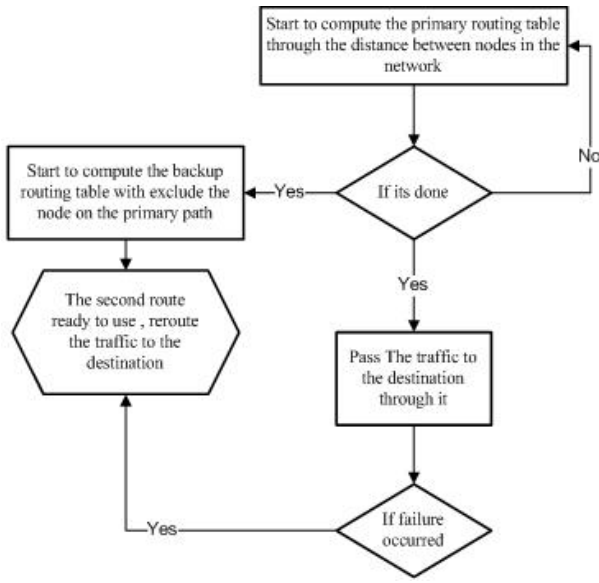 Start to compute the primary routing table
through the distance between nodes in the
network
No
If its done
Yes
Start to compute the backup
routing table with exclude the
node on the primary path
The second route
ready to use , reroute
the traffic to the
destination
Yes
Pass The traffic to
the destination
through it
If failure
occurred
Yes